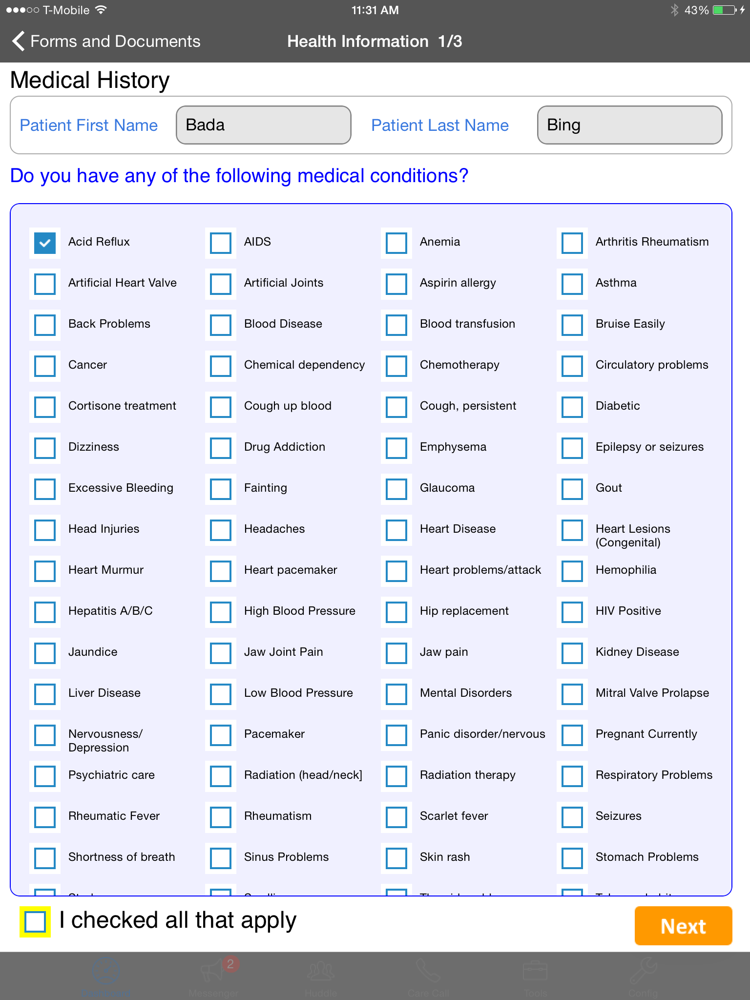 T-Mobile 11:31 AM 43%
Forms and Documents Health Information 1/3
Medical History
Patient First Name Bada Patient Last Name Bing
Do you have any of the following medical conditions?
Acid Reflux AIDS Anemia Arthritis Rheumatism
Artificial Heart Valve Artificial Joints Aspirin allergy Asthma
Back Problems Blood Disease Blood transfusion Bruise Easily
Cancer Chemical dependency Chemotherapy Circulatory problems
Cortisone treatment Cough up blood Cough, persistent Diabetic
Dizziness Drug Addiction Emphysema Epilepsy or seizures
Excessive Bleeding Fainting Glaucoma Gout
Head Injuries Headaches Heart Disease Heart Lesions
(Congenital)
Heart Murmur Heart pacemaker Heart problems/attack Hemophilia
Hepatitis A/B/C High Blood Pressure Hip replacement HIV Positive
Jaundice Jaw Joint Pain Jaw pain Kidney Disease
Liver Disease Low Blood Pressure Mental Disorders Mitral Valve Prolapse
Nervousness/ Pacemaker Panic disorder/nervous Pregnant Currently
Depression
Psychiatric care Radiation (head/neck] Radiation therapy Respiratory Problems
Rheumatic Fever Rheumatism Scarlet fever Seizures
Shortness of breath Sinus Problems Skin rash Stomach Problems
I checked all that apply Next
2
Dashboard Messenger Huddle Care Call Tools Config